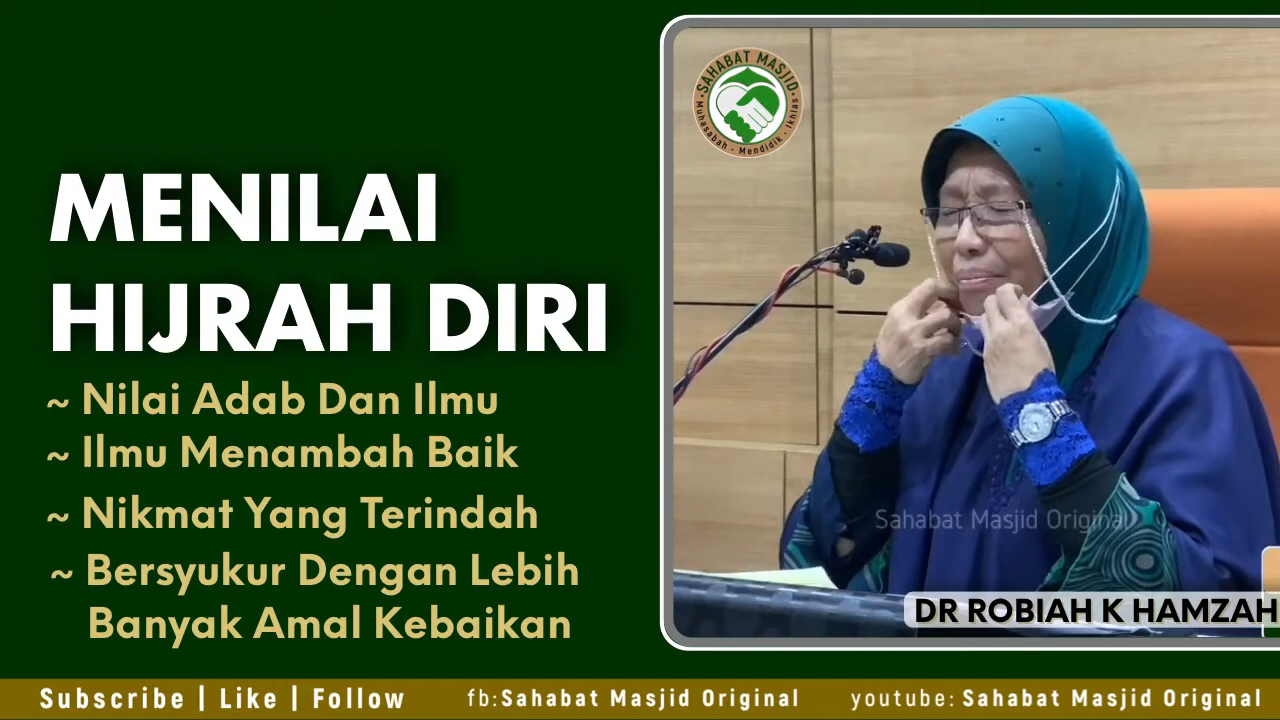 MENILAI
HIJRAH DIRI
~ Nilai Adab Dan Ilmu
~ Ilmu Menambah Baik
~ Nikmat Yang Terindah
~ Bersyukur Dengan Lebih
Banyak Amal Kebaikan
SAHABAT MASJID
Muhasabah - Mendidik - Ikhlas
Sahabat Masjid Original
DR ROBIAH K HAMZAH
Subscribe | Like | Follow
fb:Sahabat Masjid Original
youtube: Sahabat Masjid Original